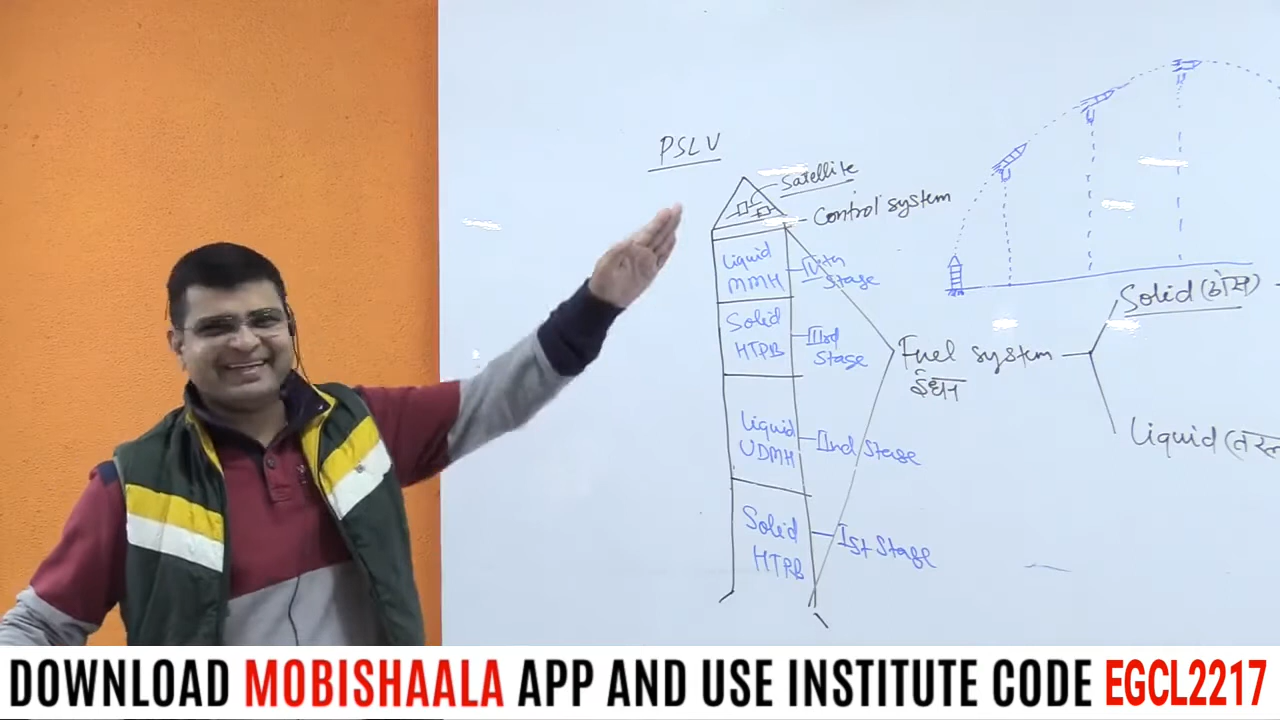 PSLV
Satellite
Control system
Liquid
MMH
IVth
Stage
Solid
HTPB
IIIrd
Stage
Liquid
UDMH
IInd Stage
Solid
HTPB
Ist Stage
Fuel system
ईंधन
Solid (ठोस)
Liquid (तरल
DOWNLOAD MOBISHAALA APP AND USE INSTITUTE CODE EGCL2217